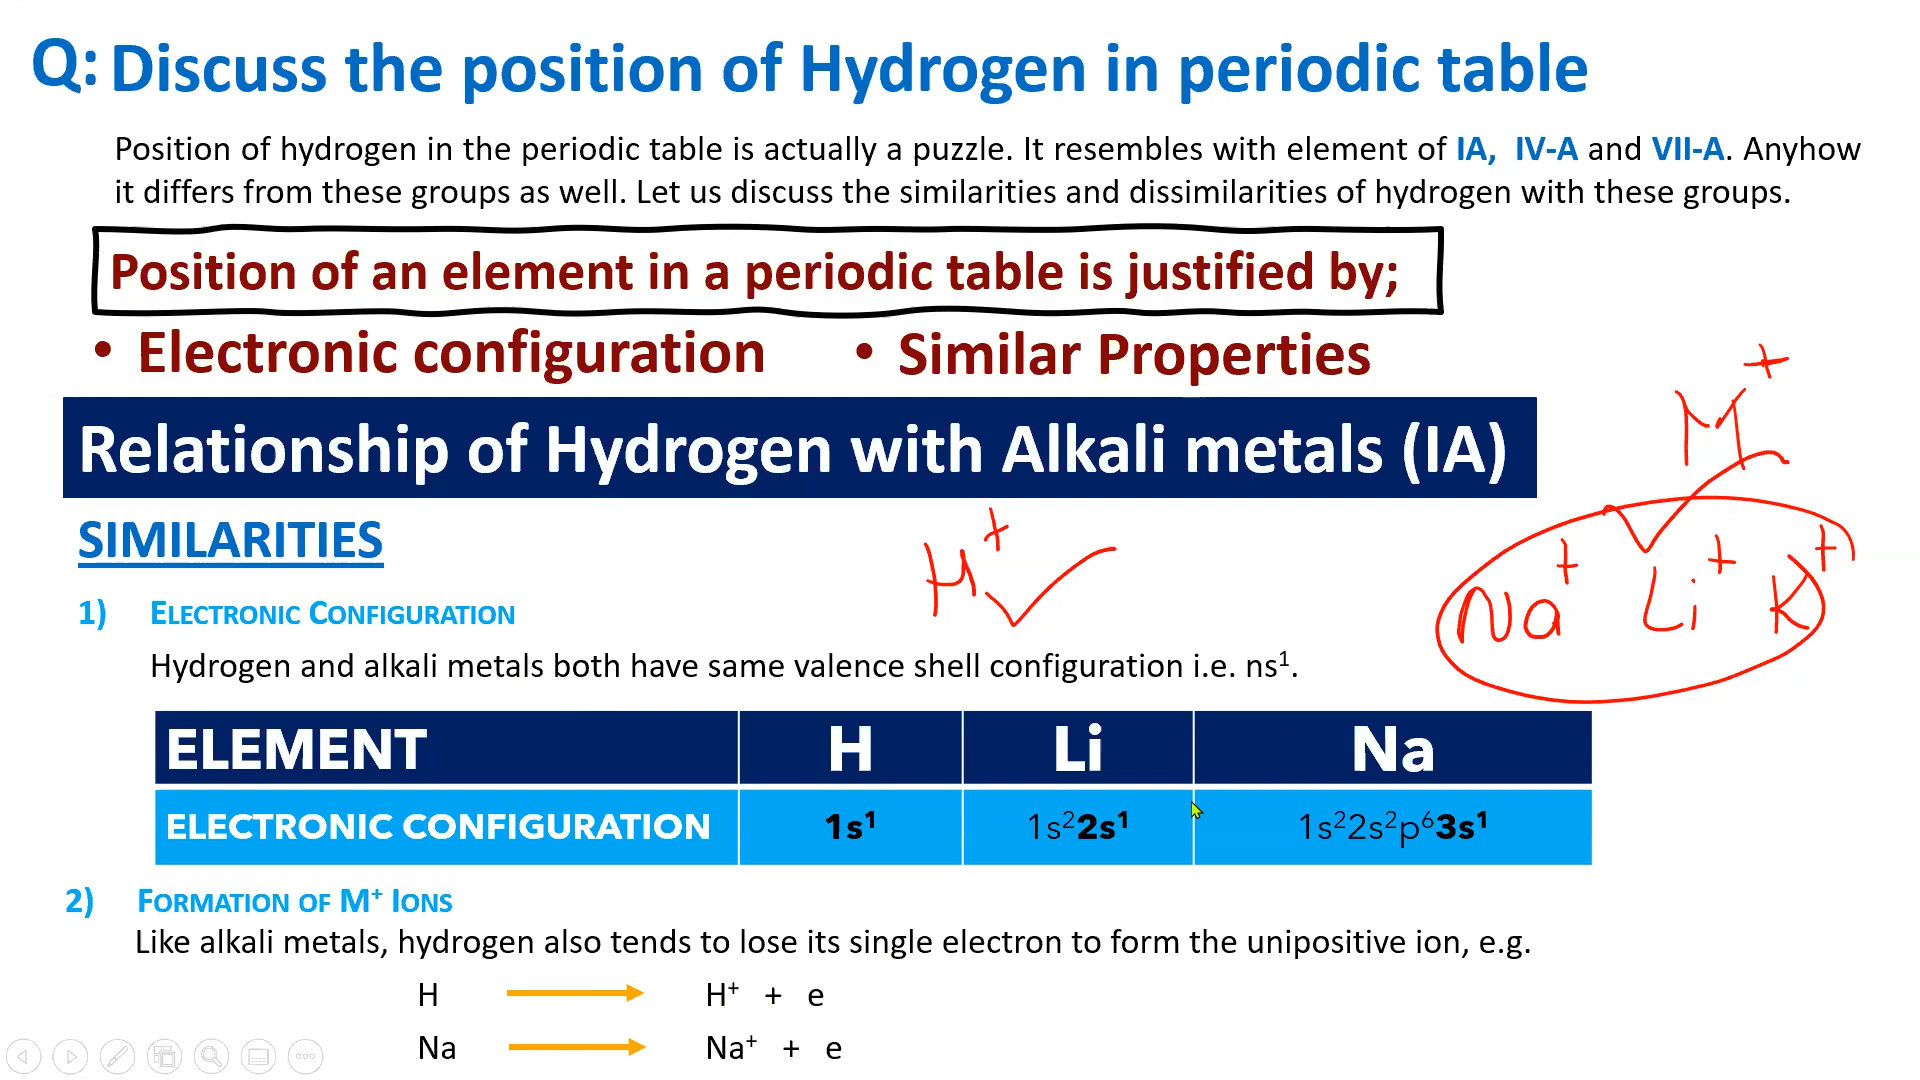 Q: Discuss the position of Hydrogen in periodic table
Position of hydrogen in the periodic table is actually a puzzle. It resembles with element of IA, IV-A and VII-A. Anyhow
it differs from these groups as well. Let us discuss the similarities and dissimilarities of hydrogen with these groups.
Position of an element in a periodic table is justified by;
• Electronic configuration • Similar Properties
M⁺
Relationship of Hydrogen with Alkali metals (IA)
SIMILARITIES
H⁺
Na⁺ Li⁺ K⁺
1) ELECTRONIC CONFIGURATION
Hydrogen and alkali metals both have same valence shell configuration i.e. ns¹.
ELEMENT H Li Na
ELECTRONIC CONFIGURATION 1s¹ 1s²2s¹ 1s²2s²p⁶3s¹
2) FORMATION OF M⁺ IONS
Like alkali metals, hydrogen also tends to lose its single electron to form the unipositive ion, e.g.
H → H⁺ + e
Na → Na⁺ + e